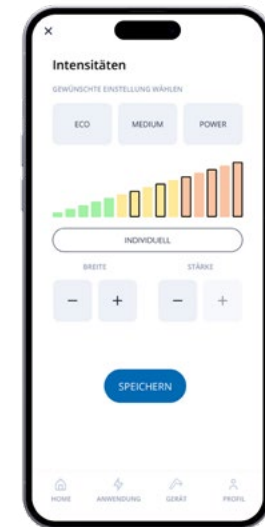 Intensitäten
GEWÜNSCHTE EINSTELLUNG WÄHLEN
ECO MEDIUM POWER
INDIVIDUELL
BREITE STÄRKE
− + − +
SPEICHERN
HOME ANWENDUNG GERÄT PROFIL